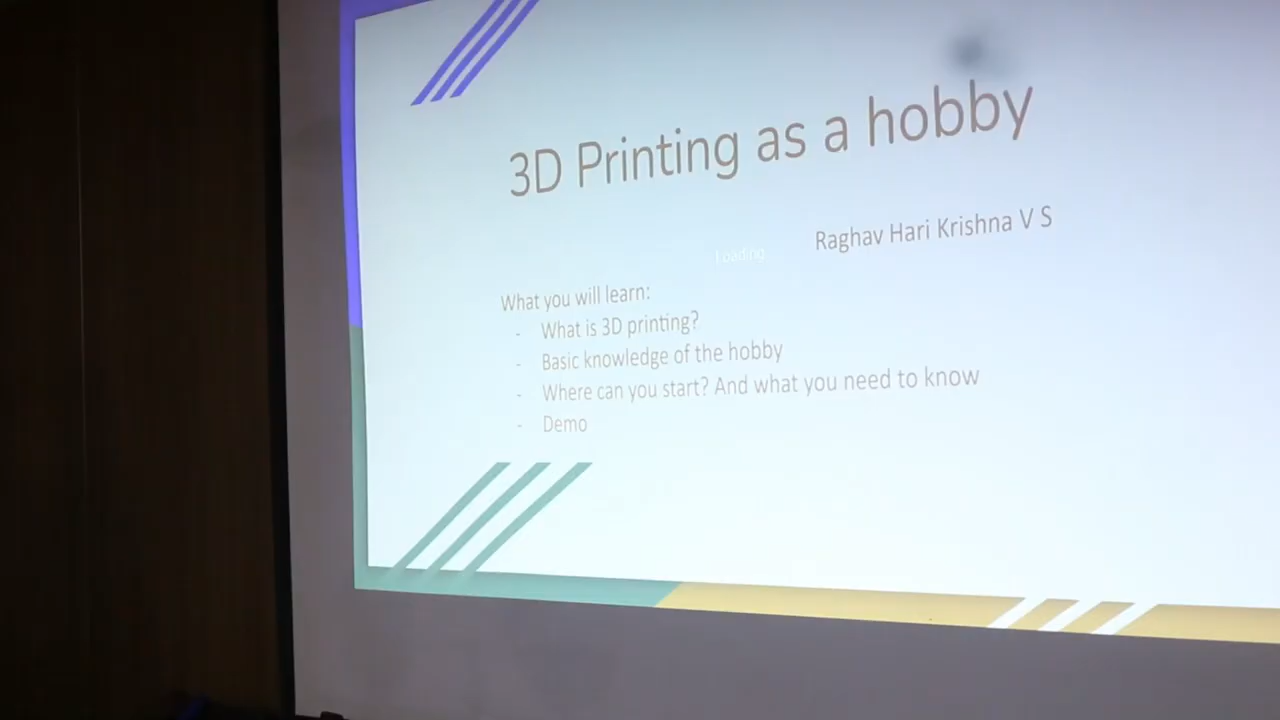 3D Printing as a hobby
Raghav Hari Krishna V S
Loading
What you will learn:
- What is 3D printing?
- Basic knowledge of the hobby
- Where can you start? And what you need to know
- Demo